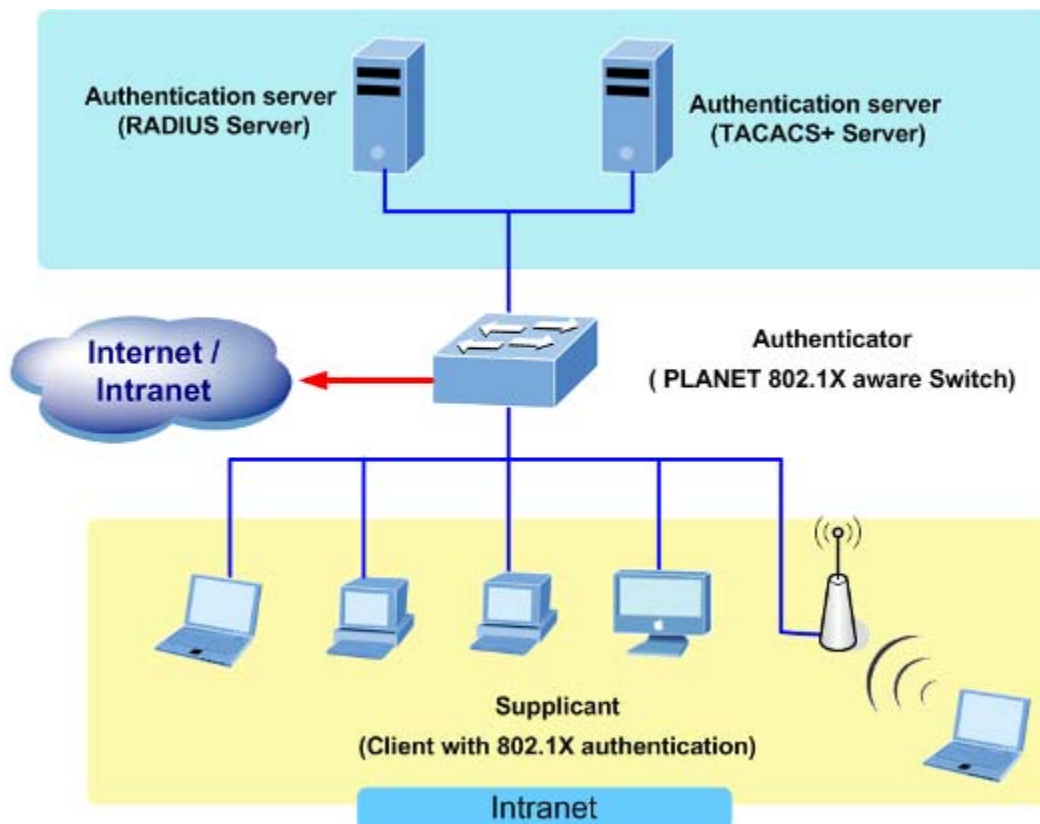 Authentication server
(RADIUS Server)
Authentication server
(TACACS+ Server)
Internet /
Intranet
Authenticator
( PLANET 802.1X aware Switch)
Supplicant
(Client with 802.1X authentication)
Intranet